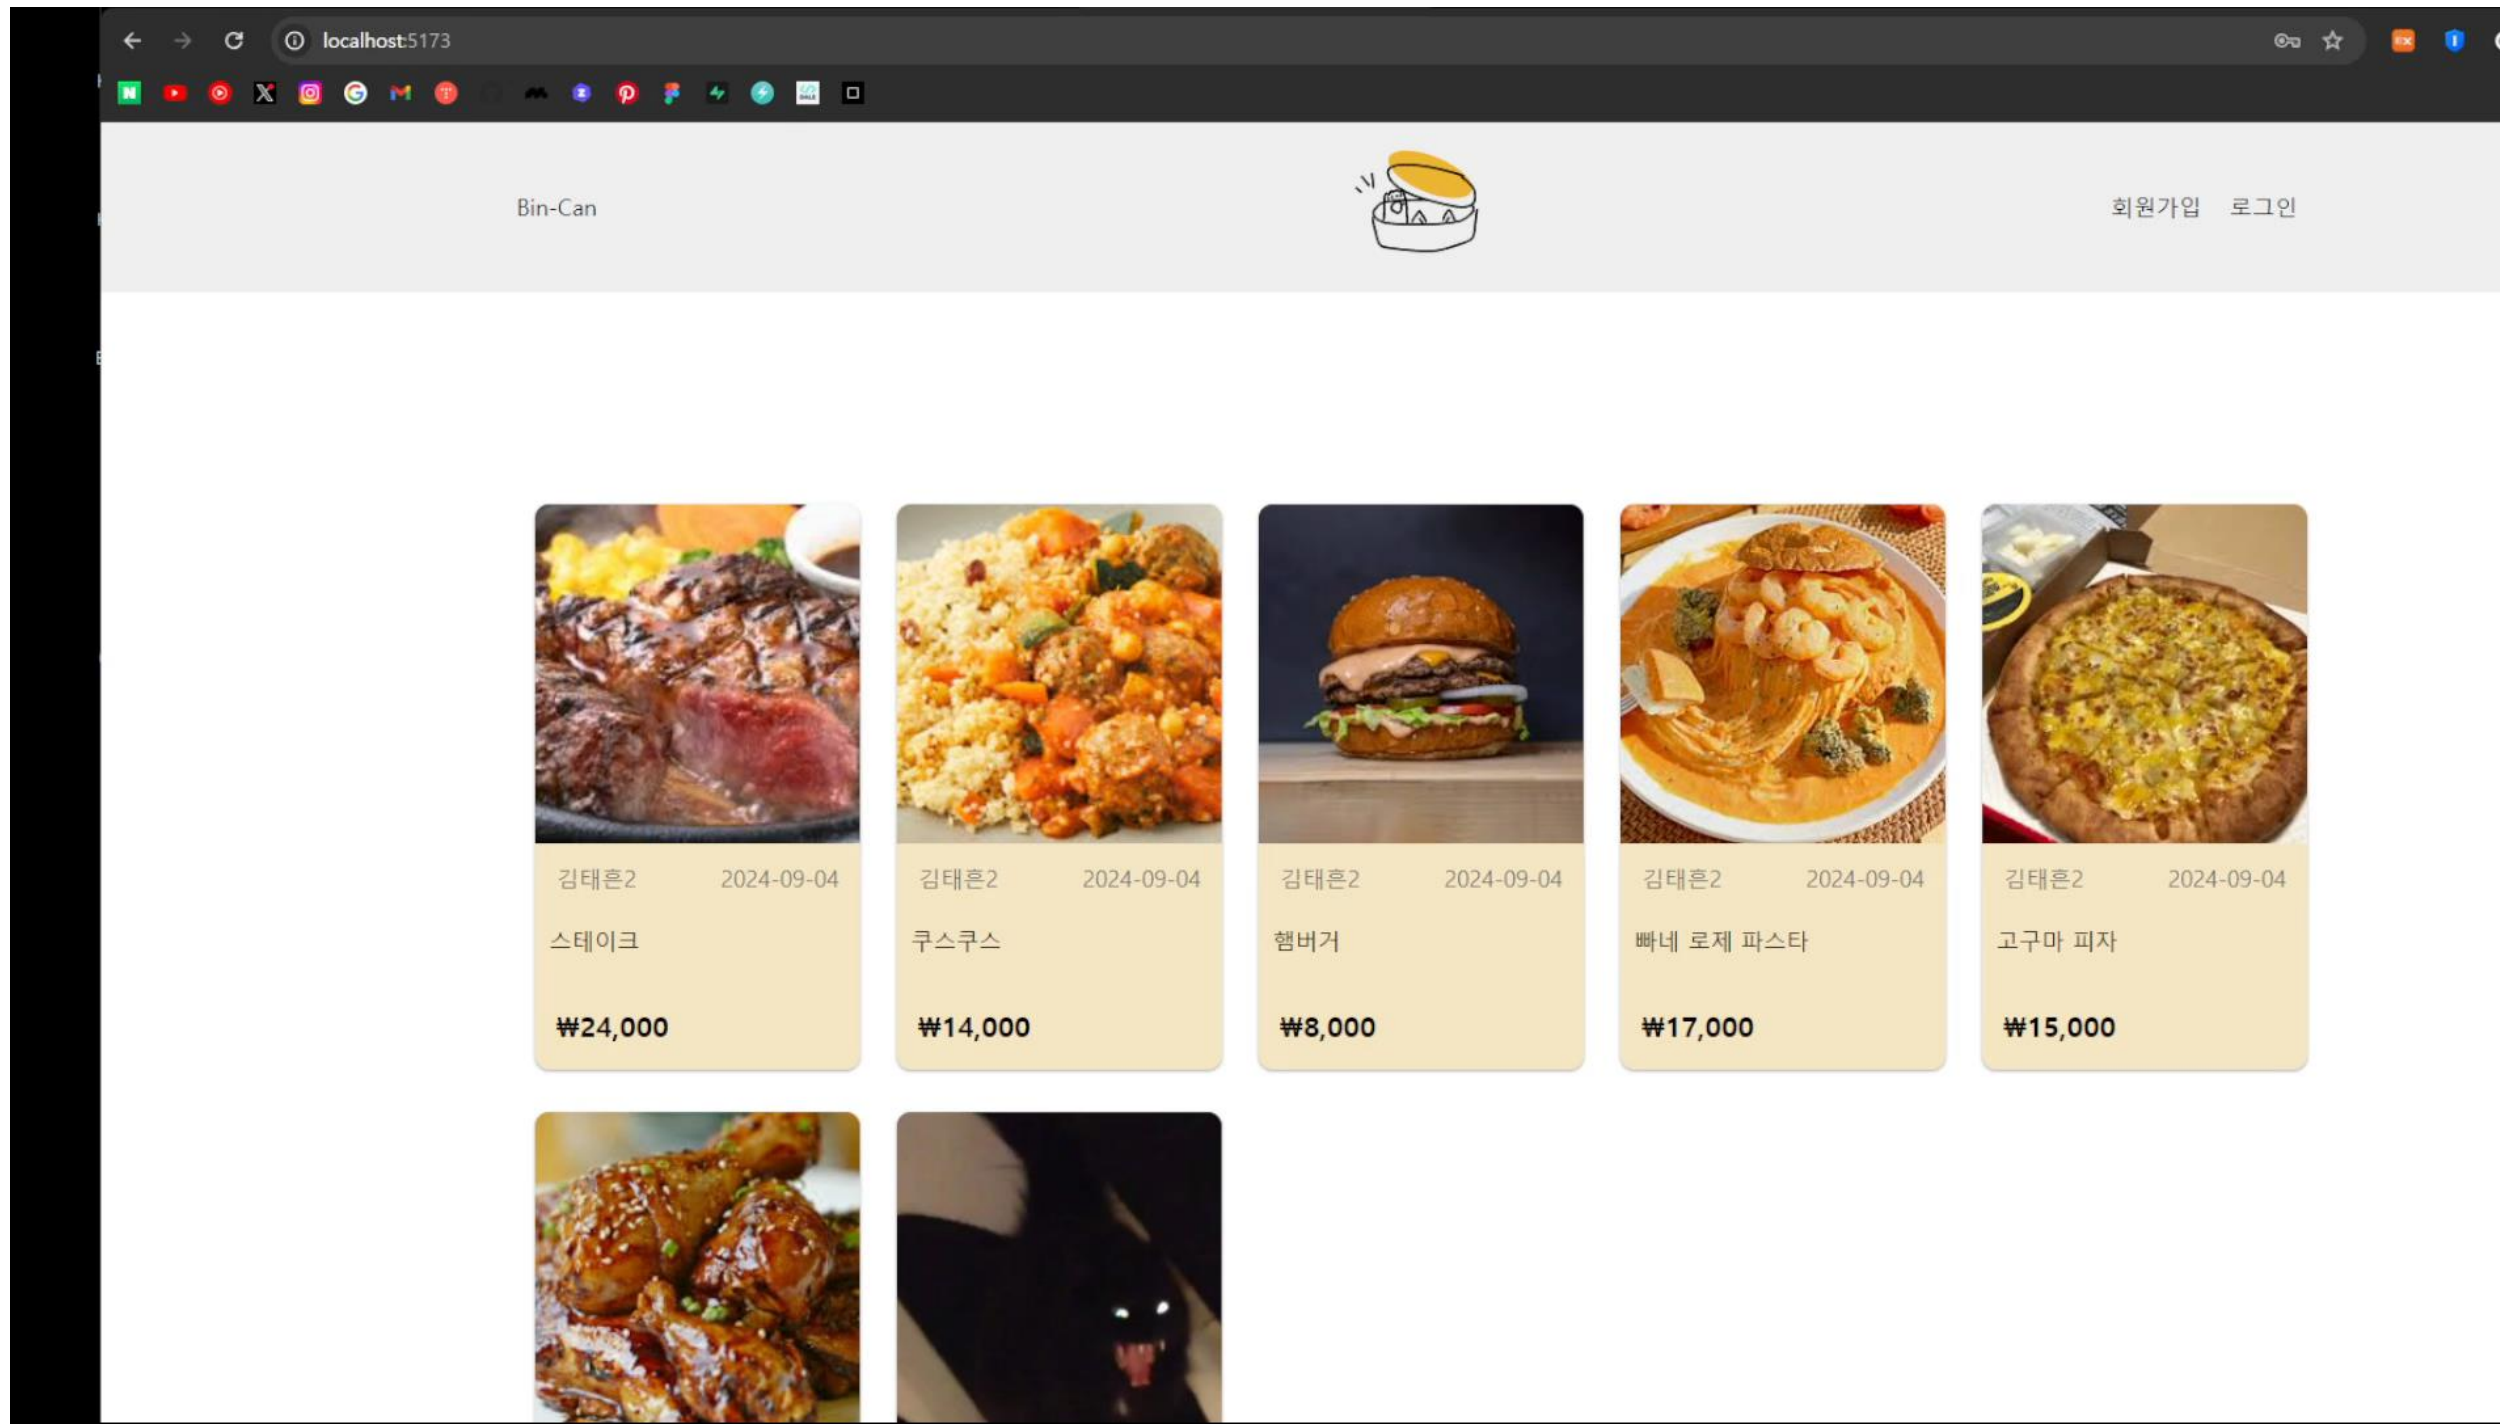 localhost:5173
Bin-Can
회원가입 로그인
김태흔2 2024-09-04
스테이크
₩24,000
김태흔2 2024-09-04
쿠스쿠스
₩14,000
김태흔2 2024-09-04
햄버거
₩8,000
김태흔2 2024-09-04
빠네 로제 파스타
₩17,000
김태흔2 2024-09-04
고구마 피자
₩15,000